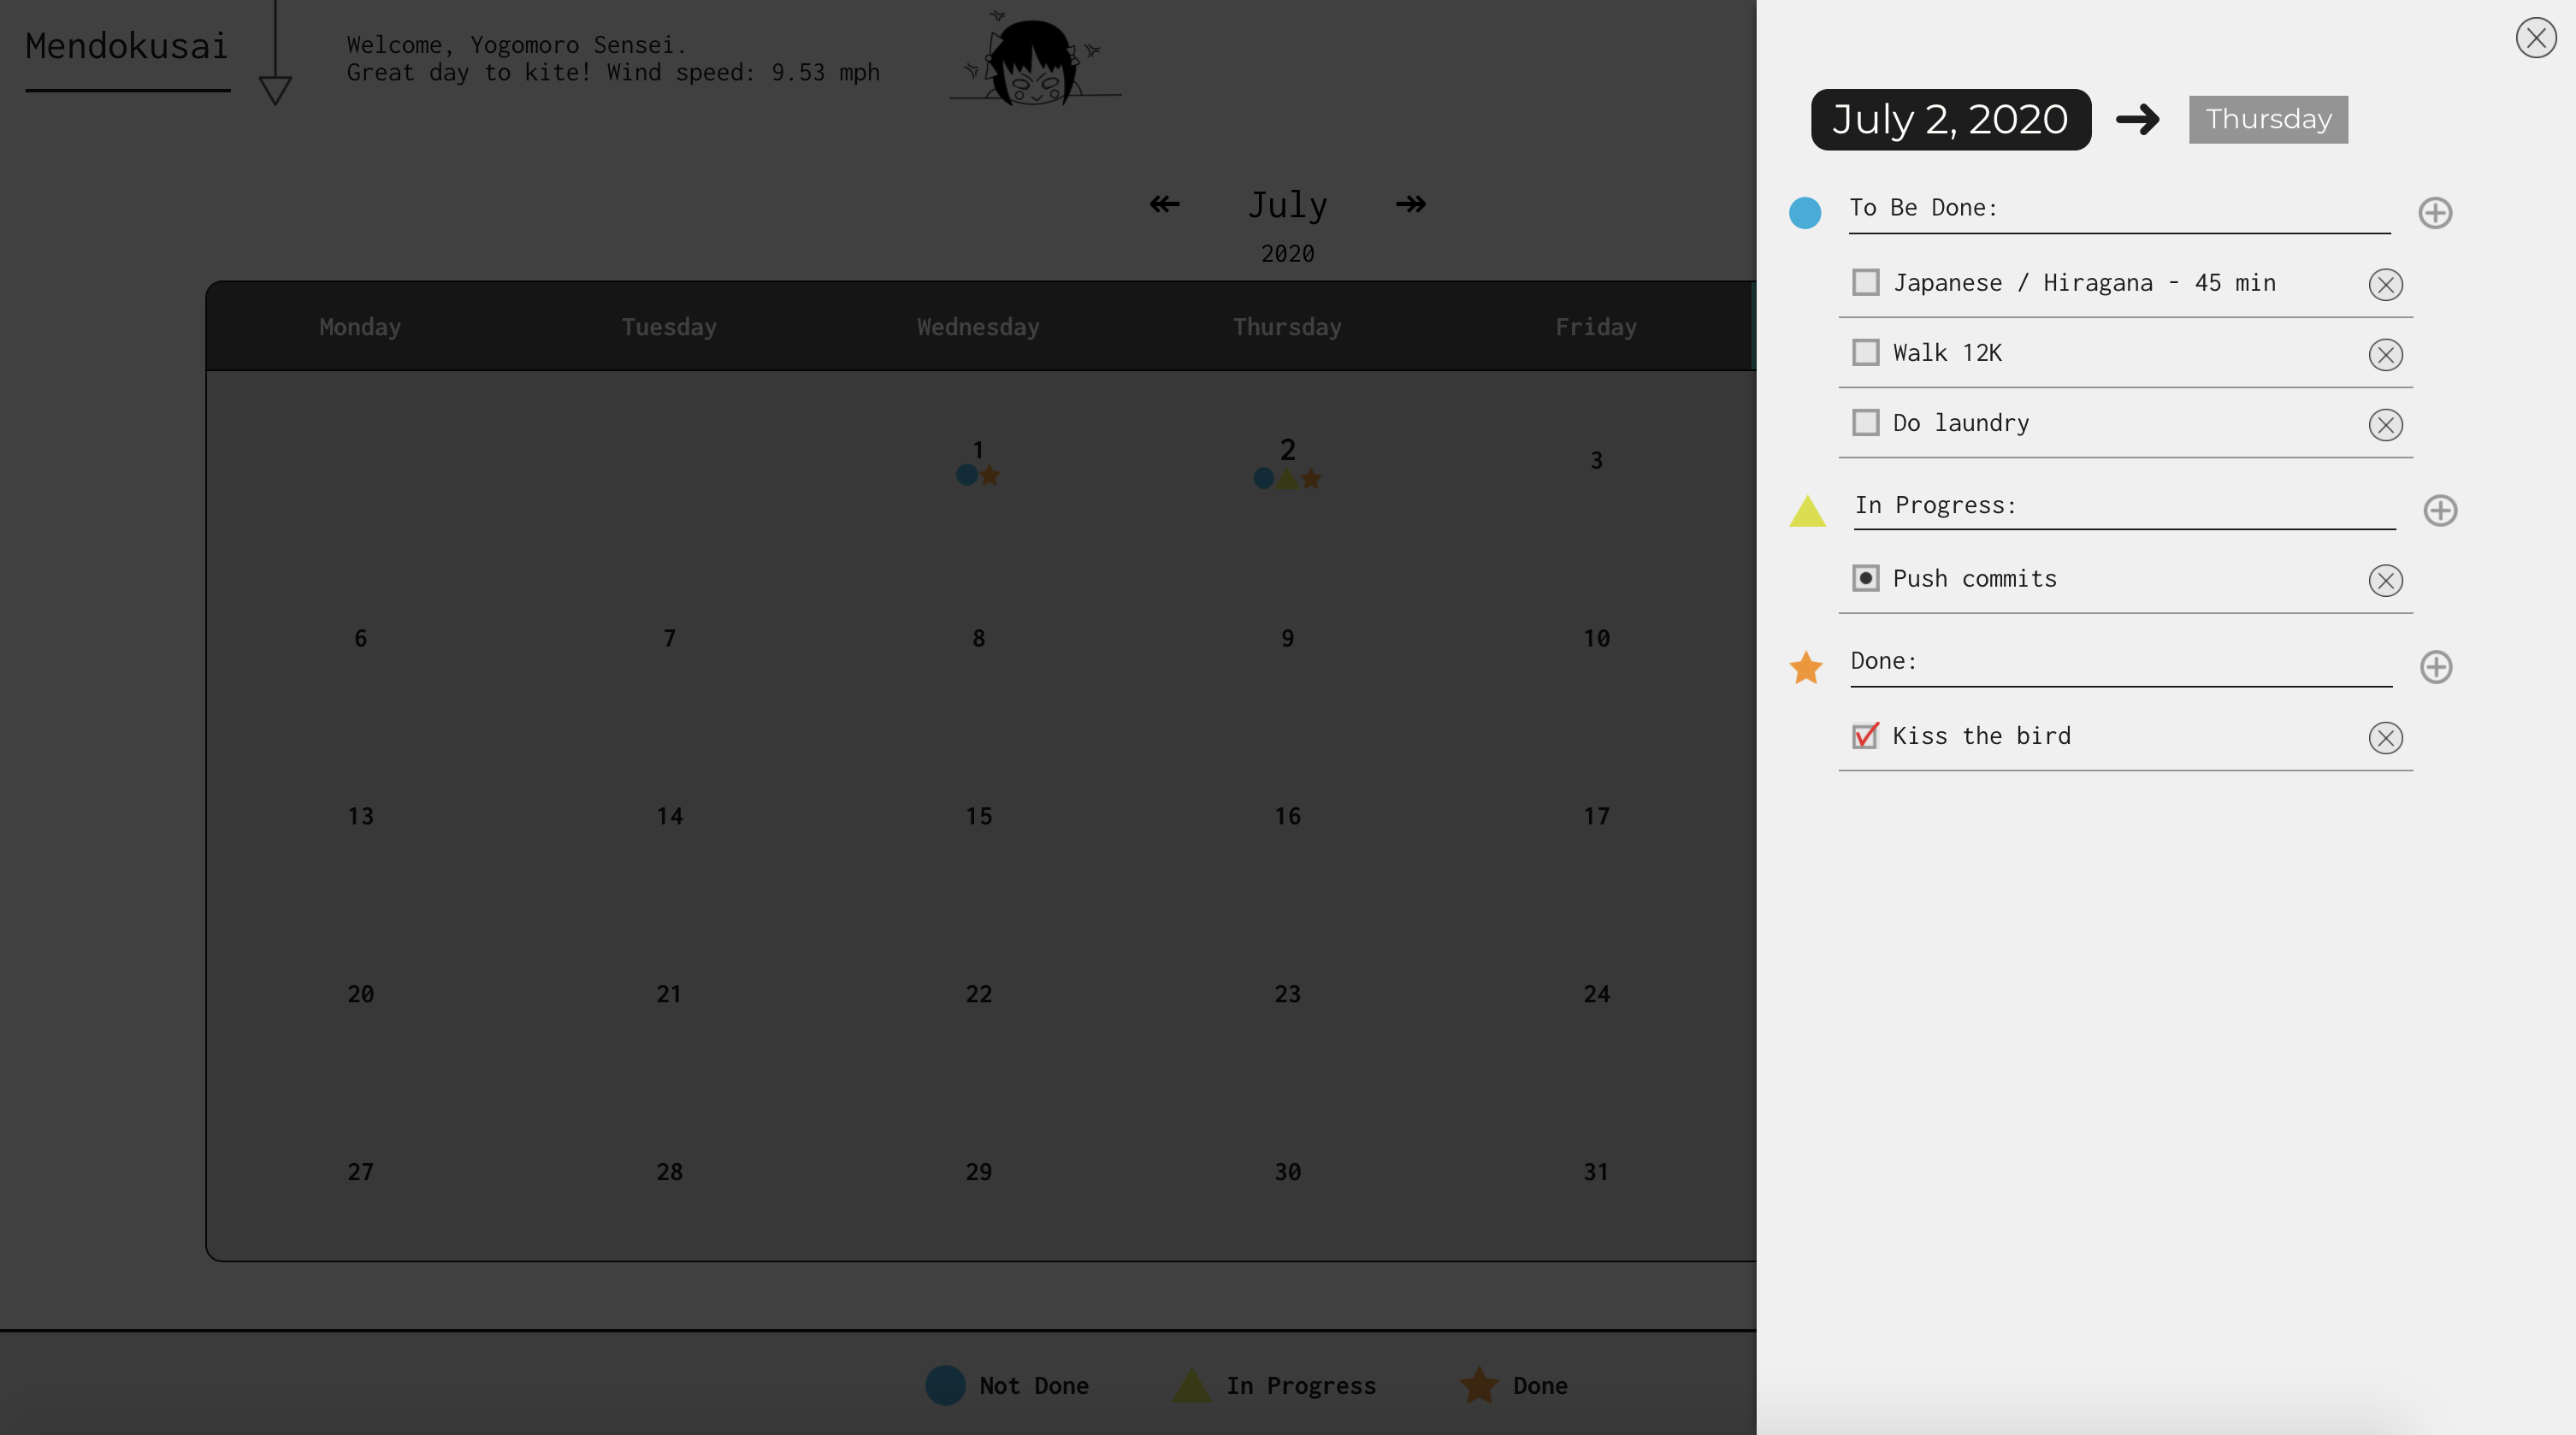 Mendokusai
Welcome, Yogomoro Sensei.
Great day to kite! Wind speed: 9.53 mph
July
2020
Monday Tuesday Wednesday Thursday Friday
1 2 3
6 7 8 9 10
13 14 15 16 17
20 21 22 23 24
27 28 29 30 31
Not Done In Progress Done
July 2, 2020 Thursday
To Be Done:
Japanese / Hiragana - 45 min
Walk 12K
Do laundry
In Progress:
Push commits
Done:
Kiss the bird